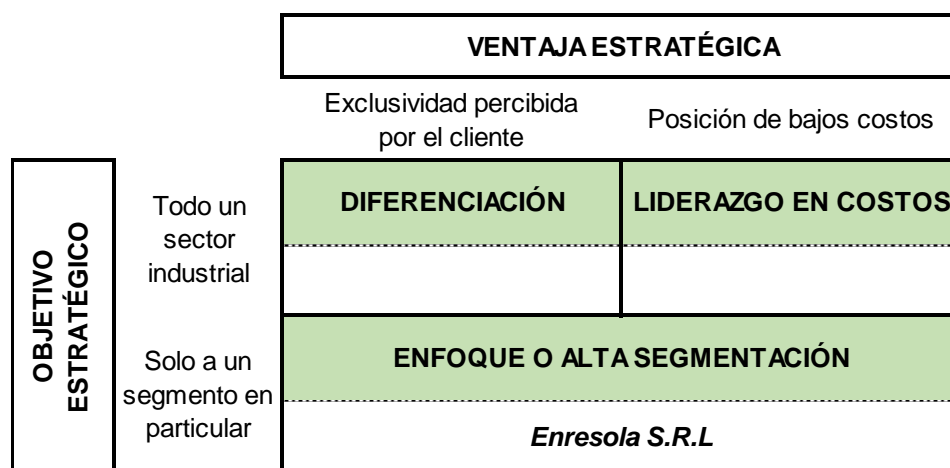 VENTAJA ESTRATÉGICA
Exclusividad percibida
por el cliente
Posición de bajos costos
OBJETIVO
ESTRATÉGICO
Todo un
sector
industrial
DIFERENCIACIÓN
LIDERAZGO EN COSTOS
Solo a un
segmento en
particular
ENFOQUE O ALTA SEGMENTACIÓN
Enresola S.R.L